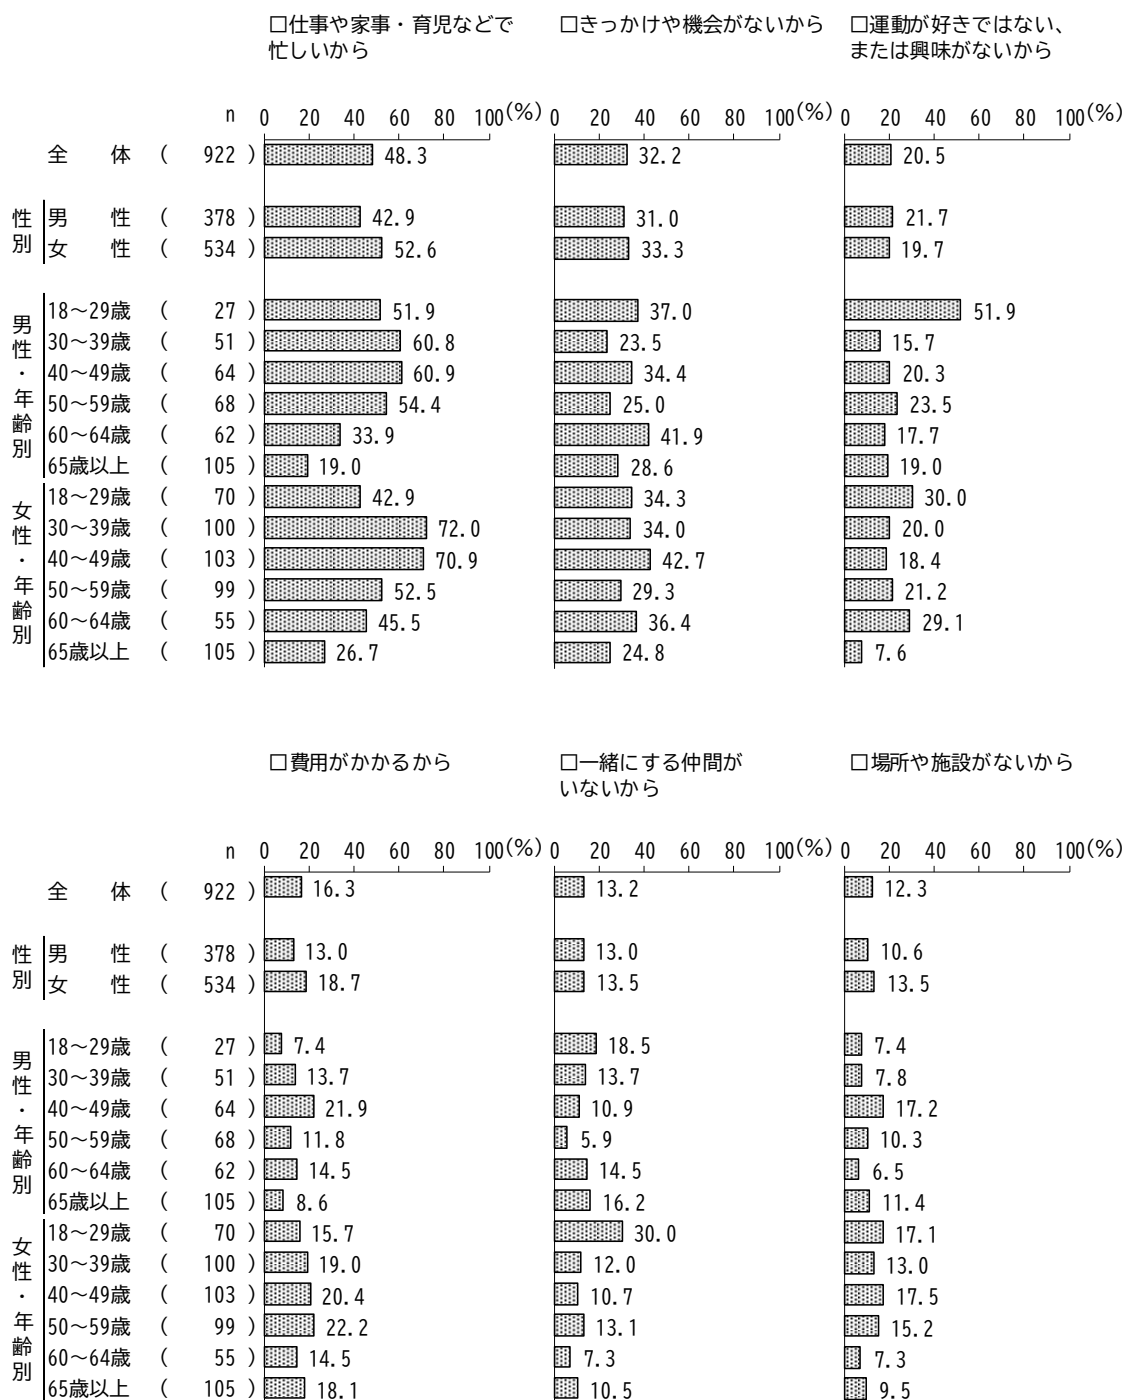 □仕事や家事・育児などで
忙しいから
□きっかけや機会がないから
□運動が好きではない、
または興味がないから
n 0 20 40 60 80 100(%) 0 20 40 60 80 100(%) 0 20 40 60 80 100(%)
全 体 ( 922 ) 48.3 32.2 20.5
性別
男 性 ( 378 ) 42.9 31.0 21.7
女 性 ( 534 ) 52.6 33.3 19.7
男性・年齢別
18～29歳 ( 27 ) 51.9 37.0 51.9
30～39歳 ( 51 ) 60.8 23.5 15.7
40～49歳 ( 64 ) 60.9 34.4 20.3
50～59歳 ( 68 ) 54.4 25.0 23.5
60～64歳 ( 62 ) 33.9 41.9 17.7
65歳以上 ( 105 ) 19.0 28.6 19.0
女性・年齢別
18～29歳 ( 70 ) 42.9 34.3 30.0
30～39歳 ( 100 ) 72.0 34.0 20.0
40～49歳 ( 103 ) 70.9 42.7 18.4
50～59歳 ( 99 ) 52.5 29.3 21.2
60～64歳 ( 55 ) 45.5 36.4 29.1
65歳以上 ( 105 ) 26.7 24.8 7.6
□費用がかかるから
□一緒にする仲間が
いないから
□場所や施設がないから
n 0 20 40 60 80 100(%) 0 20 40 60 80 100(%) 0 20 40 60 80 100(%)
全 体 ( 922 ) 16.3 13.2 12.3
性別
男 性 ( 378 ) 13.0 13.0 10.6
女 性 ( 534 ) 18.7 13.5 13.5
男性・年齢別
18～29歳 ( 27 ) 7.4 18.5 7.4
30～39歳 ( 51 ) 13.7 13.7 7.8
40～49歳 ( 64 ) 21.9 10.9 17.2
50～59歳 ( 68 ) 11.8 5.9 10.3
60～64歳 ( 62 ) 14.5 14.5 6.5
65歳以上 ( 105 ) 8.6 16.2 11.4
女性・年齢別
18～29歳 ( 70 ) 15.7 30.0 17.1
30～39歳 ( 100 ) 19.0 12.0 13.0
40～49歳 ( 103 ) 20.4 10.7 17.5
50～59歳 ( 99 ) 22.2 13.1 15.2
60～64歳 ( 55 ) 14.5 7.3 7.3
65歳以上 ( 105 ) 18.1 10.5 9.5